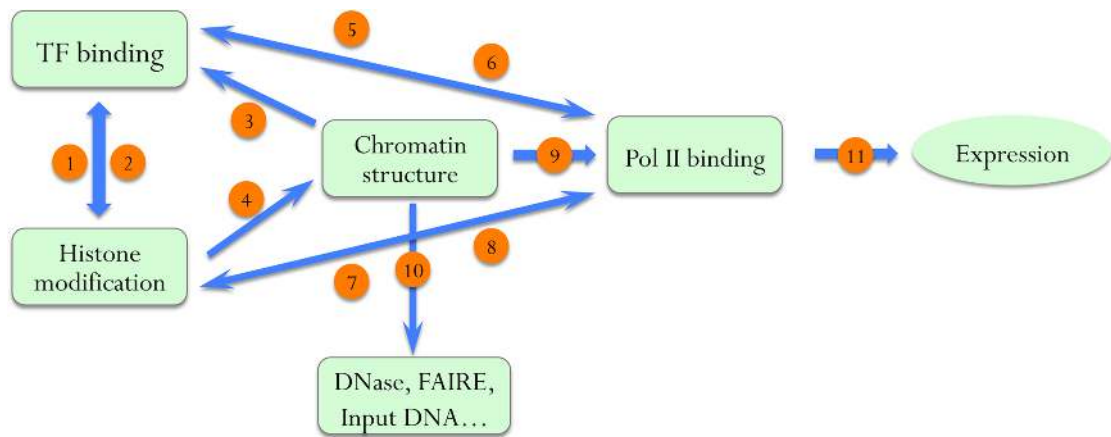 TF binding
5
6
3
1
2
Chromatin
structure
9
Pol II binding
11
Expression
4
Histone
modification
8
7
10
DNase, FAIRE,
Input DNA…